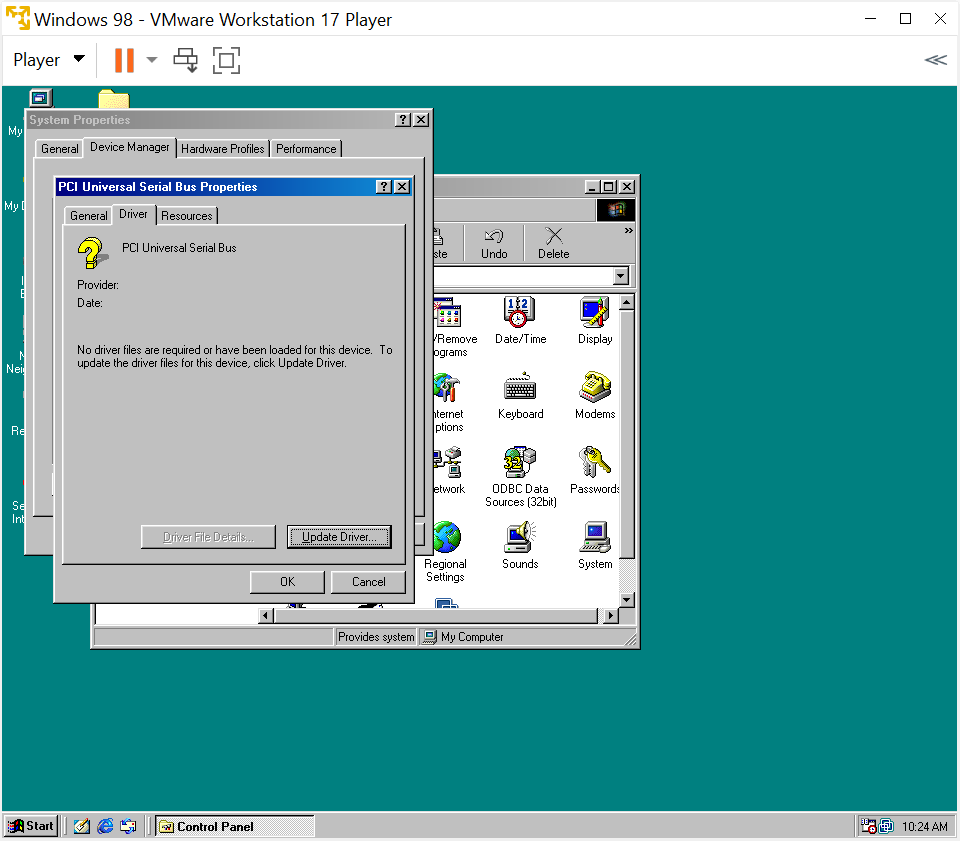 Windows 98 - VMware Workstation 17 Player
Player
My
System Properties
General
Device Manager
Hardware Profiles
Performance
My D
PCI Universal Serial Bus Properties
General
Driver
Resources
PCI Universal Serial Bus
Provider:
Date:
No driver files are required or have been loaded for this device. To
update the driver files for this device, click Update Driver.
Driver File Details...
Update Driver...
OK
Cancel
ste
Undo
Delete
/Remove
ograms
Date/Time
Display
nternet
ptions
Keyboard
Modems
etwork
ODBC Data
Sources (32bit)
Passwords
Regional
Settings
Sounds
System
N
Nei
Re
Se
Int
Provides system
My Computer
Start
Control Panel
10:24 AM